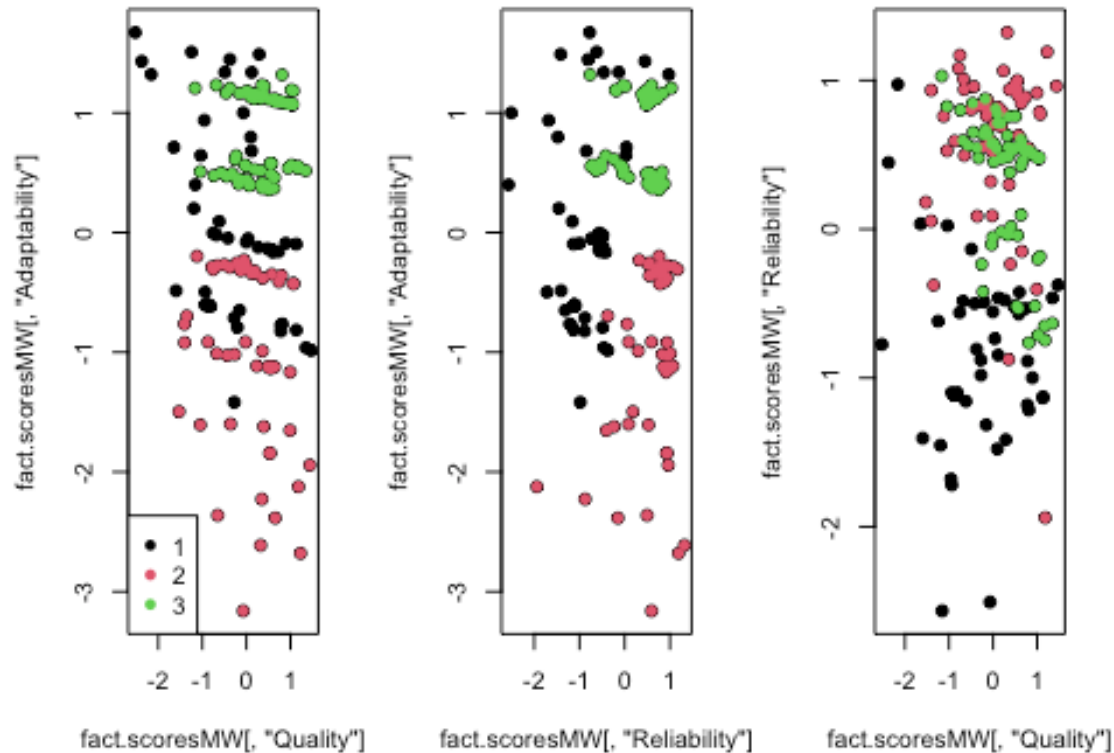 fact.scoresMW[, "Adaptability"]
1
0
-1
-2
-3
1
2
3
-2 -1 0 1
fact.scoresMW[, "Quality"]
fact.scoresMW[, "Adaptability"]
1
0
-1
-2
-3
-2 -1 0 1
fact.scoresMW[, "Reliability"]
fact.scoresMW[, "Reliability"]
1
0
-1
-2
-2 -1 0 1
fact.scoresMW[, "Quality"]